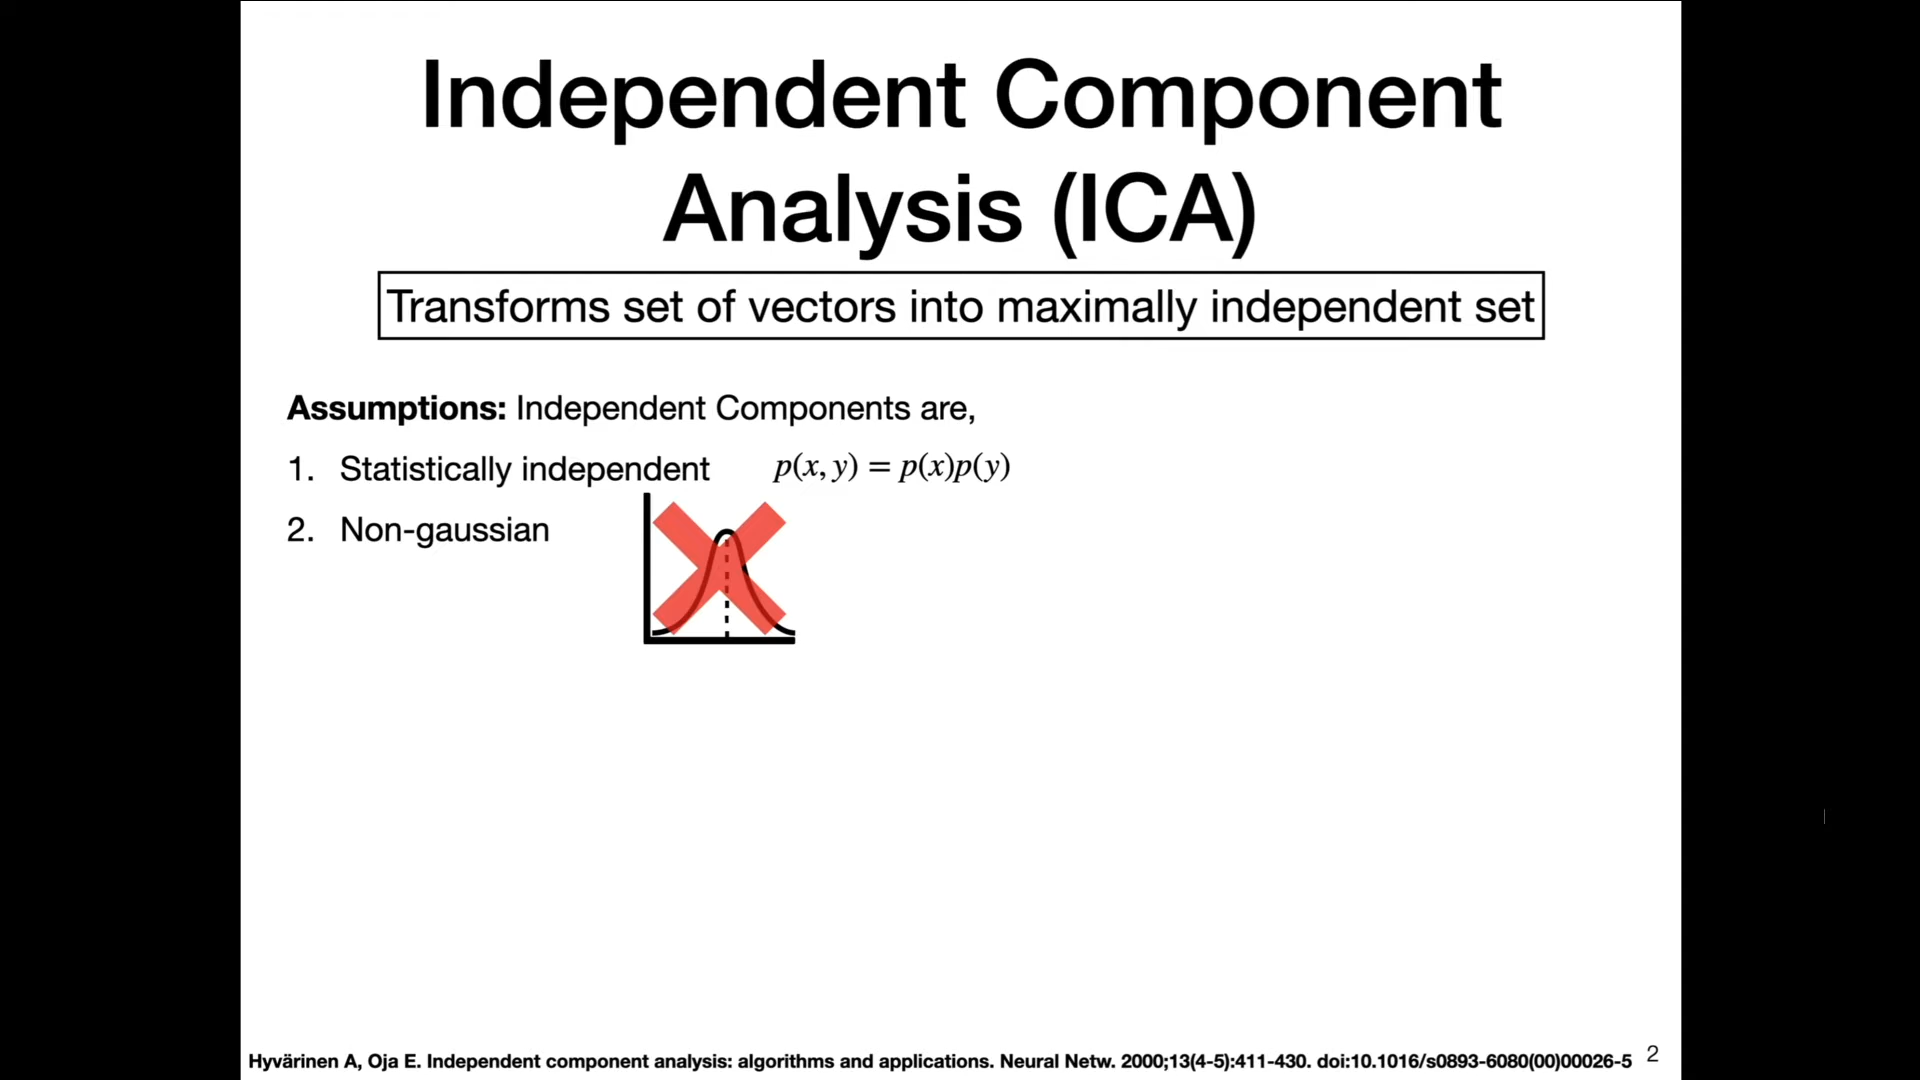 Independent Component
Analysis (ICA)
Transforms set of vectors into maximally independent set
Assumptions: Independent Components are,
1. Statistically independent p(x, y) = p(x)p(y)
2. Non-gaussian
Hyvärinen A, Oja E. Independent component analysis: algorithms and applications. Neural Netw. 2000;13(4-5):411-430. doi:10.1016/s0893-6080(00)00026-5 2